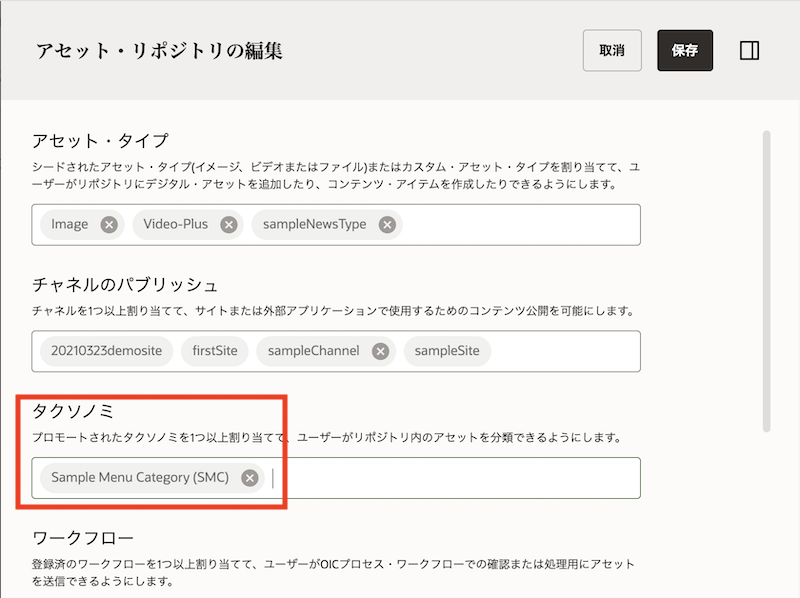 アセット・リポジトリの編集
取消
保存
アセット・タイプ
シードされたアセット・タイプ(イメージ、ビデオまたはファイル)またはカスタム・アセット・タイプを割り当てて、ユ
ーザーがリポジトリにデジタル・アセットを追加したり、コンテンツ・アイテムを作成したりできるようにします。
Image
Video-Plus
sampleNewsType
チャネルのパブリッシュ
チャネルを1つ以上割り当てて、サイトまたは外部アプリケーションで使用するためのコンテンツ公開を可能にします。
20210323demosite
firstSite
sampleChannel
sampleSite
タクソノミ
プロモートされたタクソノミを1つ以上割り当てて、ユーザーがリポジトリ内のアセットを分類できるようにします。
Sample Menu Category (SMC)
ワークフロー
登録済のワークフローを1つ以上割り当てて、ユーザーがOICプロセス・ワークフローでの確認または処理用にアセット
を送信できるようにします。